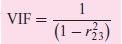 VIF = 1 / (1 − r²₂₃)